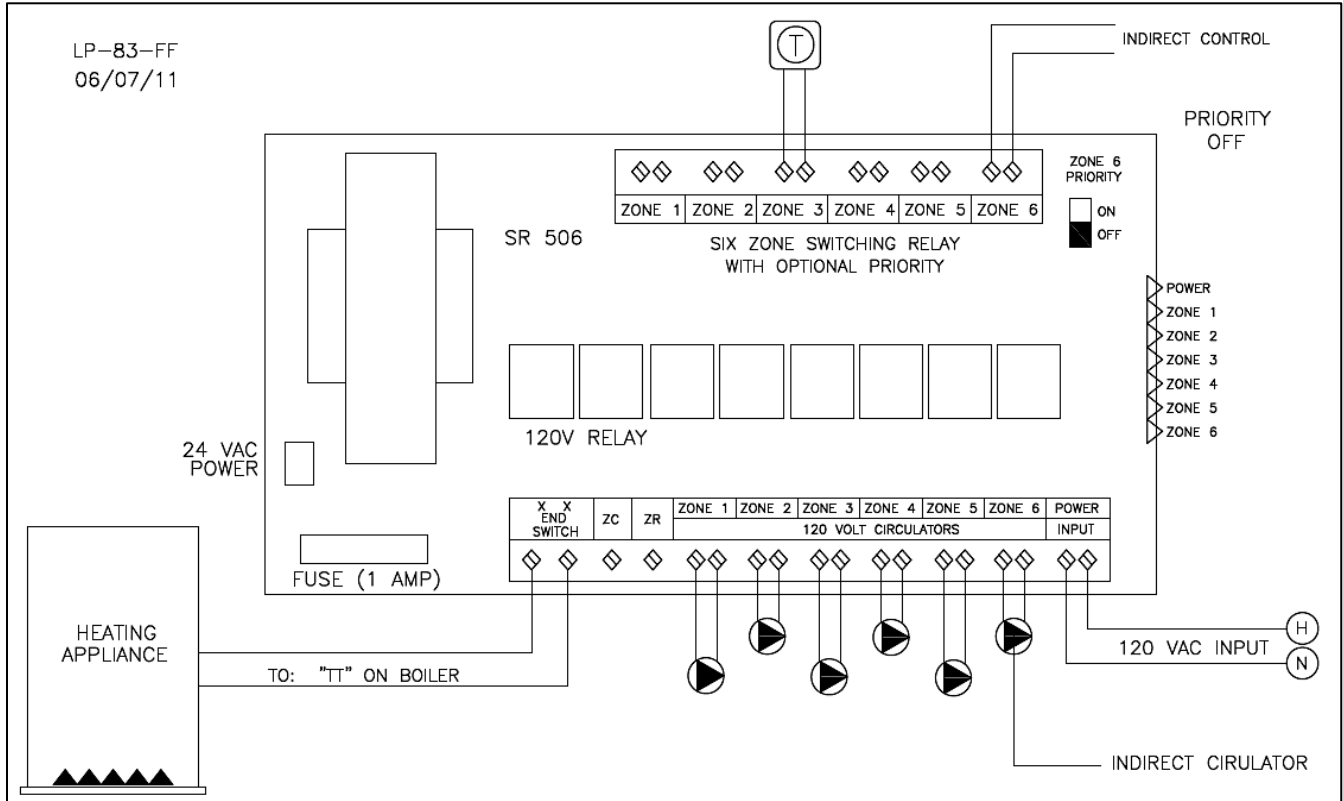 LP-83-FF
06/07/11
T
INDIRECT CONTROL
PRIORITY
OFF
ZONE 6
PRIORITY
ON
OFF
ZONE 1 ZONE 2 ZONE 3 ZONE 4 ZONE 5 ZONE 6
SR 506
SIX ZONE SWITCHING RELAY
WITH OPTIONAL PRIORITY
POWER
ZONE 1
ZONE 2
ZONE 3
ZONE 4
ZONE 5
ZONE 6
120V RELAY
24 VAC
POWER
FUSE (1 AMP)
X X
END
SWITCH
ZC
ZR
ZONE 1 ZONE 2 ZONE 3 ZONE 4 ZONE 5 ZONE 6
120 VOLT CIRCULATORS
POWER
INPUT
HEATING
APPLIANCE
TO: "TT" ON BOILER
H
120 VAC INPUT
N
INDIRECT CIRULATOR